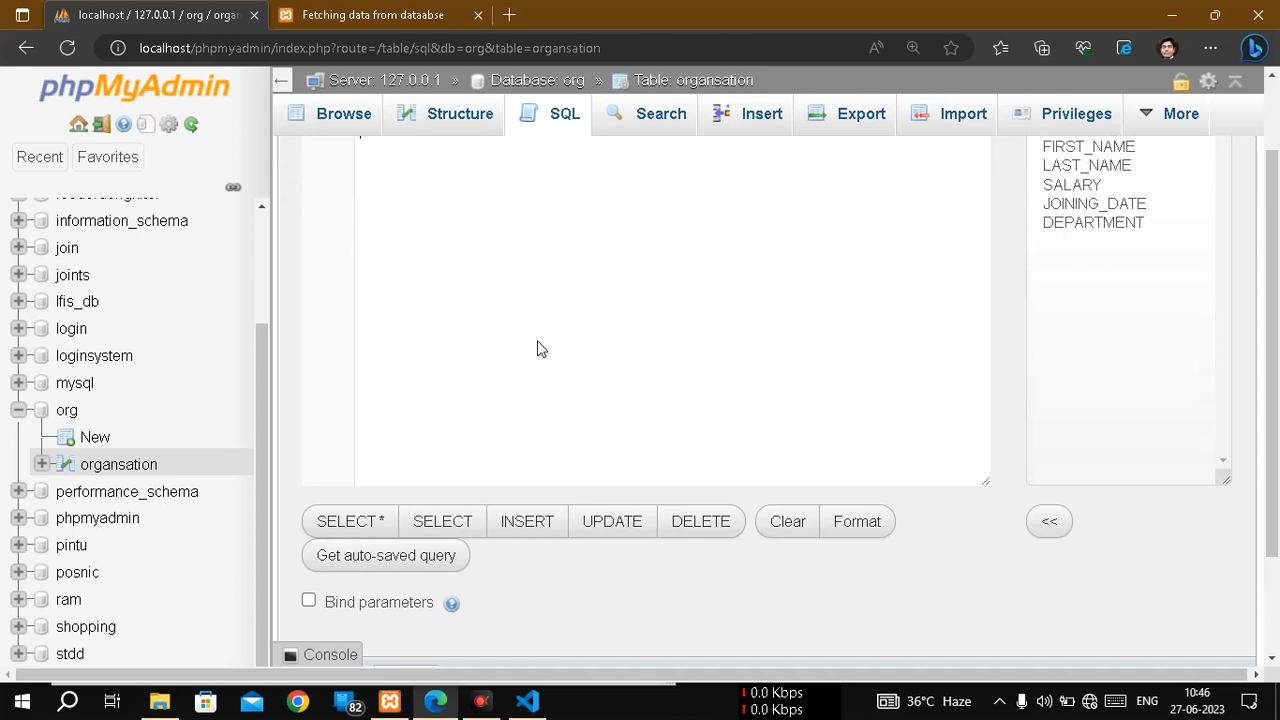 localhost / 127.0.0.1 / org / organ
Fetching data from dataabse
localhost/phpmyadmin/index.php?route=/table/sql&db=org&table=organsation
phpMyAdmin
Server: 127.0.0.1 » Database: org » Table: organsation
Browse Structure SQL Search Insert Export Import Privileges More
Recent Favorites
information_schema
join
joints
lfis_db
login
loginsystem
mysql
org
New
organsation
performance_schema
phpmyadmin
pintu
posnic
ram
shopping
stdd
FIRST_NAME
LAST_NAME
SALARY
JOINING_DATE
DEPARTMENT
SELECT * SELECT INSERT UPDATE DELETE Clear Format <<
Get auto-saved query
Bind parameters
Console
82
0.0 Kbps
0.0 Kbps
36°C Haze
ENG
10:46
27-06-2023